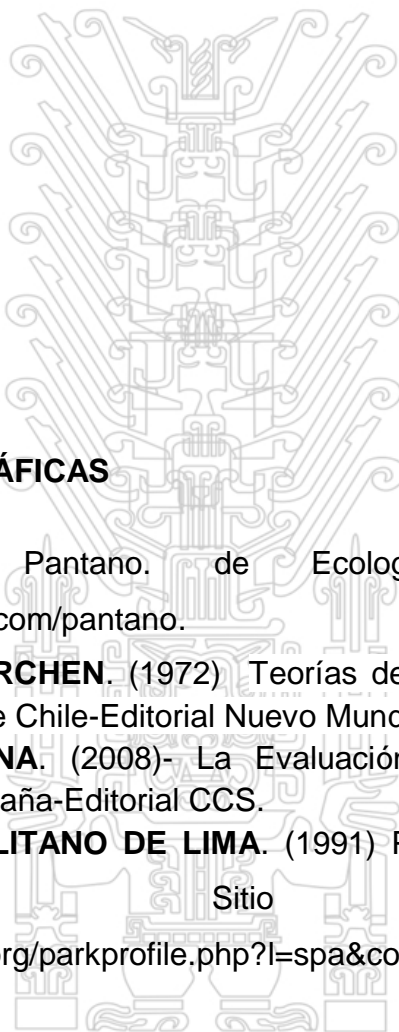 ÁFICAS
Pantano. de Ecolog
com/pantano.
RCHEN. (1972) Teorías de
e Chile-Editorial Nuevo Mund
NA. (2008)- La Evaluación
aña-Editorial CCS.
LITANO DE LIMA. (1991) P
Sitio
org/parkprofile.php?l=spa&co